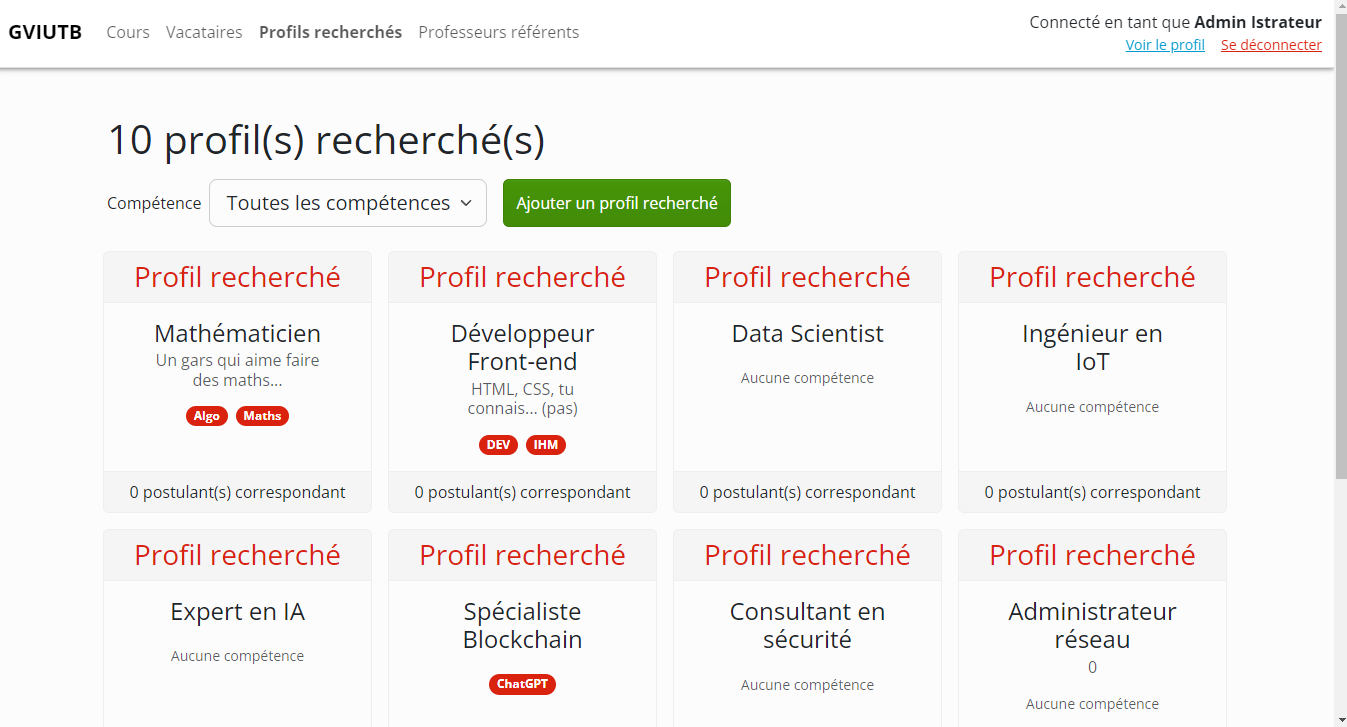 GVIUTB Cours Vacataires Profils recherchés Professeurs référents
Connecté en tant que Admin Istrateur
Voir le profil Se déconnecter
10 profil(s) recherché(s)
Compétence Toutes les compétences Ajouter un profil recherché
Profil recherché
Mathématicien
Un gars qui aime faire
des maths...
Algo Maths
0 postulant(s) correspondant
Profil recherché
Développeur
Front-end
HTML, CSS, tu
connais... (pas)
DEV IHM
0 postulant(s) correspondant
Profil recherché
Data Scientist
Aucune compétence
0 postulant(s) correspondant
Profil recherché
Ingénieur en
IoT
Aucune compétence
0 postulant(s) correspondant
Profil recherché
Expert en IA
Aucune compétence
Profil recherché
Spécialiste
Blockchain
ChatGPT
Profil recherché
Consultant en
sécurité
Aucune compétence
Profil recherché
Administrateur
réseau
0
Aucune compétence